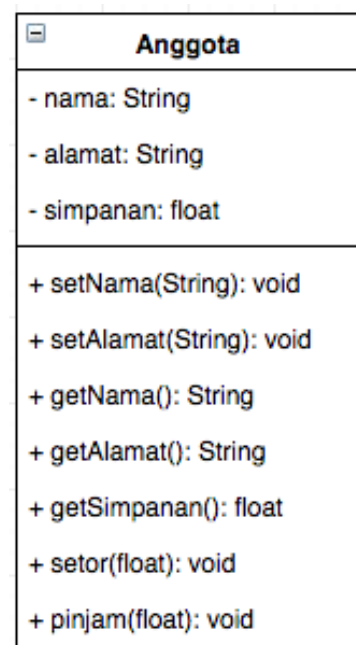 Anggota
- nama: String
- alamat: String
- simpanan: float
+ setNama(String): void
+ setAlamat(String): void
+ getNama(): String
+ getAlamat(): String
+ getSimpanan(): float
+ setor(float): void
+ pinjam(float): void